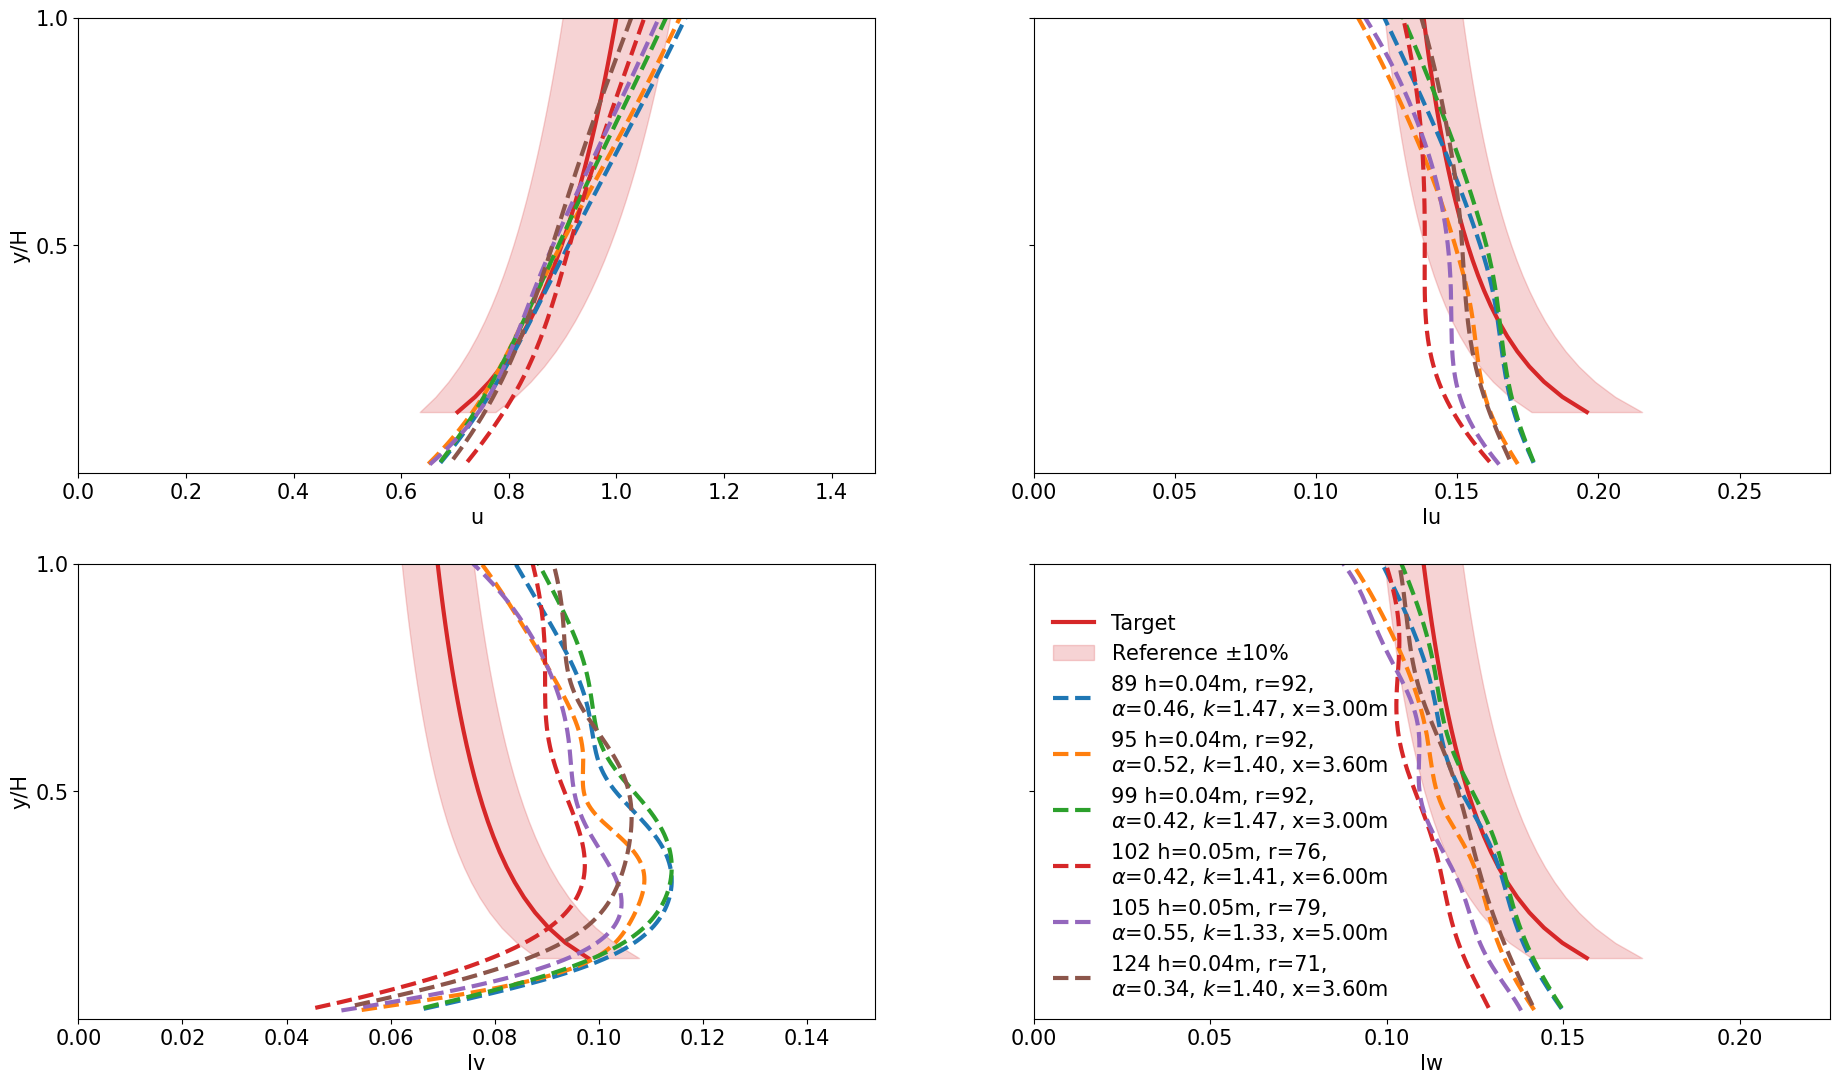 1.0
0.5
y/H
0.0 0.2 0.4 0.6 0.8 1.0 1.2 1.4
u
0.00 0.05 0.10 0.15 0.20 0.25
Iu
1.0
0.5
y/H
0.00 0.02 0.04 0.06 0.08 0.10 0.12 0.14
Iv
Target
Reference ±10%
89 h=0.04m, r=92,
α=0.46, k=1.47, x=3.00m
95 h=0.04m, r=92,
α=0.52, k=1.40, x=3.60m
99 h=0.04m, r=92,
α=0.42, k=1.47, x=3.00m
102 h=0.05m, r=76,
α=0.42, k=1.41, x=6.00m
105 h=0.05m, r=79,
α=0.55, k=1.33, x=5.00m
124 h=0.04m, r=71,
α=0.34, k=1.40, x=3.60m
0.00 0.05 0.10 0.15 0.20
Iw